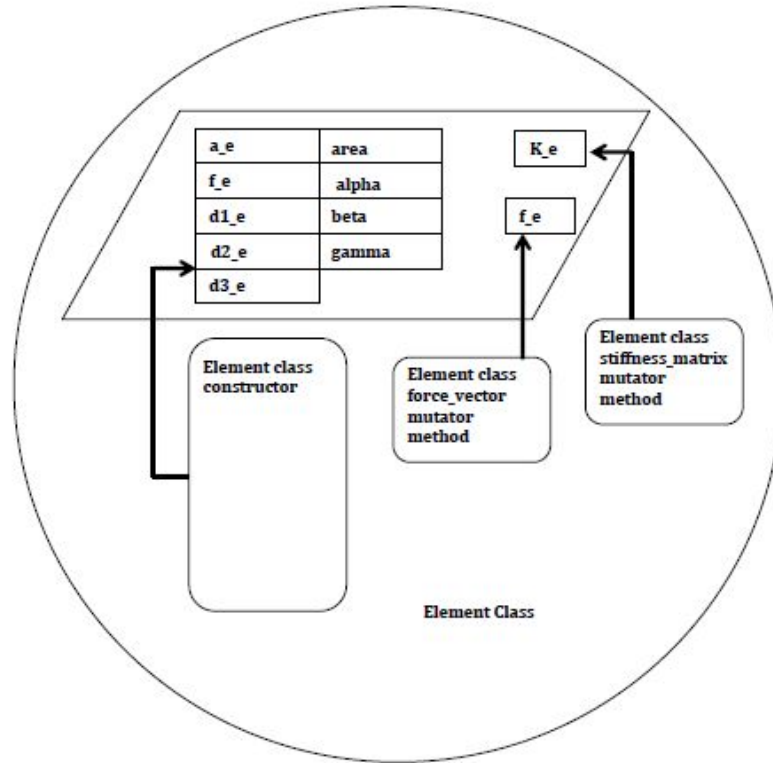 a_e
area
f_e
alpha
d1_e
beta
d2_e
gamma
d3_e
K_e
f_e
Element class
constructor
Element class
force_vector
mutator
method
Element class
stiffness_matrix
mutator
method
Element Class